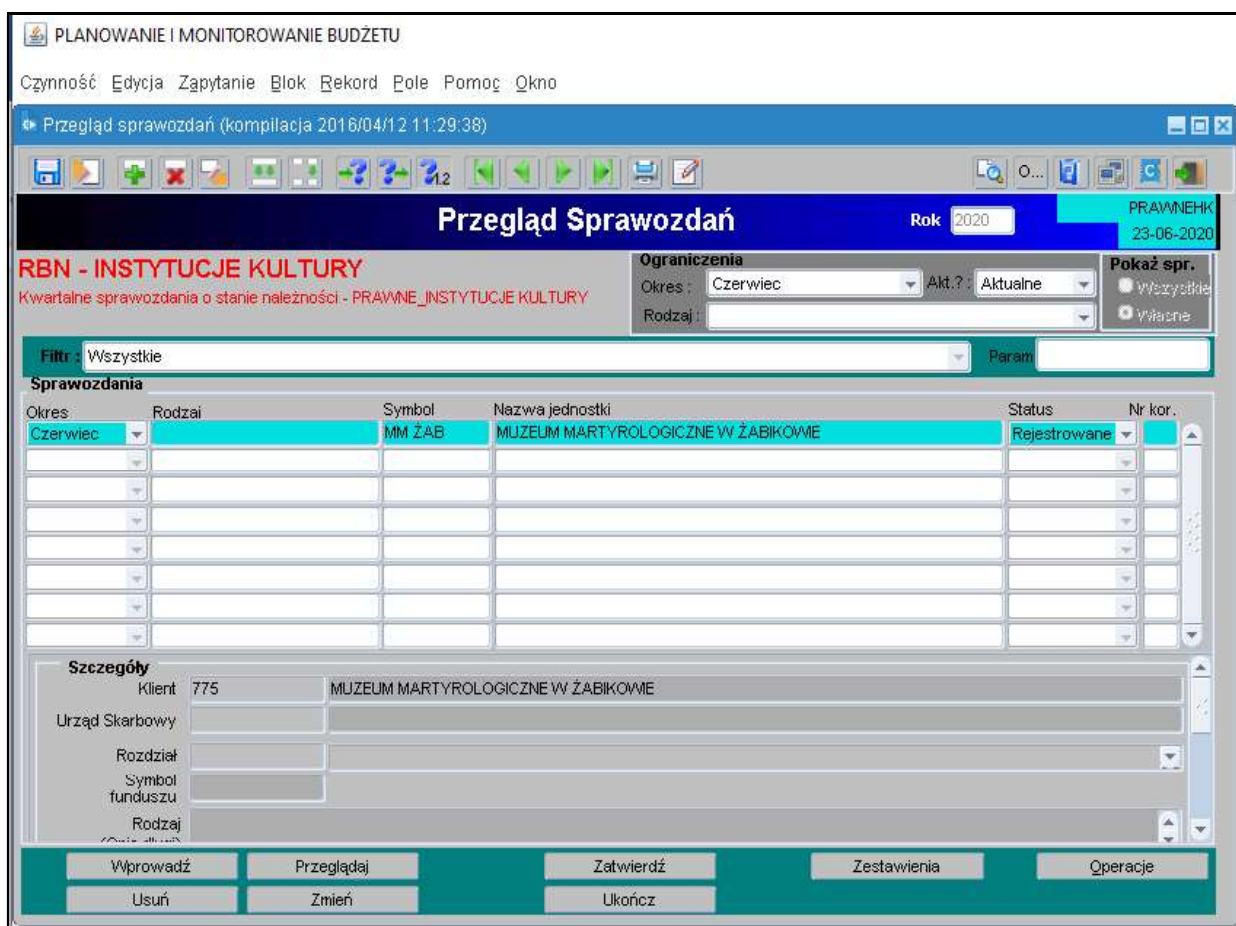 PLANOWANIE I MONITOROWANIE BUDŻETU
Czynność Edycja Zapytanie Blok Rekord Pole Pomoc Okno
Przegląd sprawozdań (kompilacja 2016/04/12 11:29:38)
1.2 O...
Przegląd Sprawozdań Rok 2020 PRAWNEHK
23-06-2020
RBN - INSTYTUCJE KULTURY
Kwartalne sprawozdania o stanie należności - PRAWNE_INSTYTUCJE KULTURY
Ograniczenia Pokaż spr.
Okres : Czerwiec Akt.? : Aktualne Wszystkie
Rodzaj : Własne
Filtr : Wszystkie Param
Sprawozdania
Okres Rodzaj Symbol Nazwa jednostki Status Nr kor.
Czerwiec MM ŻAB MUZEUM MARTYROLOGICZNE W ŻABIKOWIE Rejestrowane
Szczegóły
Klient 775 MUZEUM MARTYROLOGICZNE W ŻABIKOWIE
Urząd Skarbowy
Rozdział
Symbol
funduszu
Rodzaj
Wprowadź Przeglądaj Zatwierdź Zestawienia Operacje
Usuń Zmień Ukończ